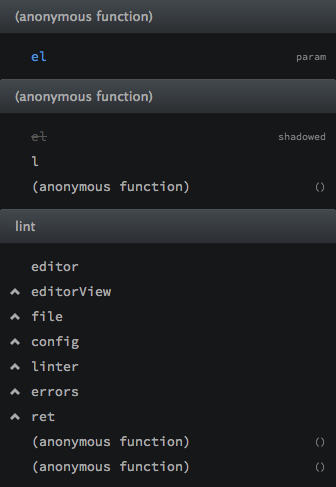 (anonymous function)
el param
(anonymous function)
el shadowed
l
(anonymous function) ()
lint
editor
editorView
file
config
linter
errors
ret
(anonymous function) ()
(anonymous function) ()